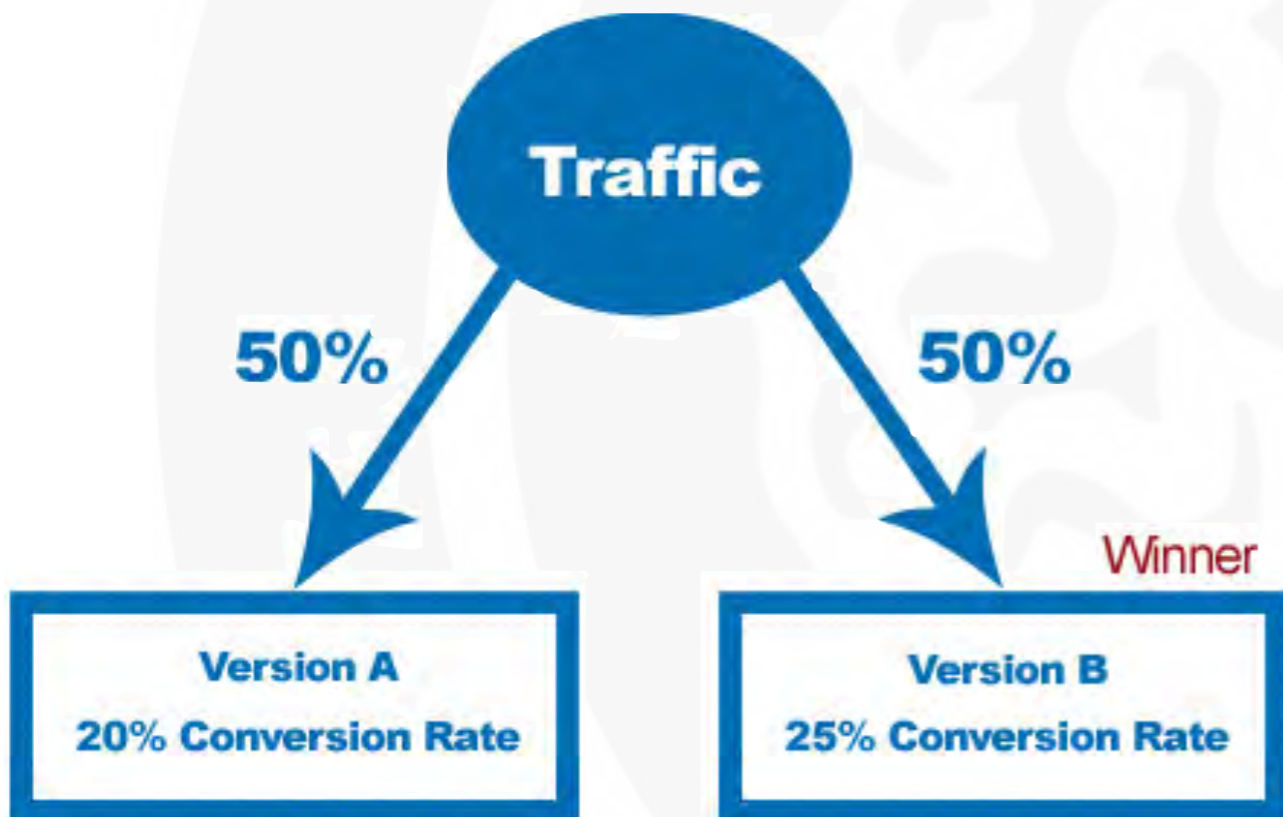 Traffic
50%
50%
Winner
Version A
20% Conversion Rate
Version B
25% Conversion Rate